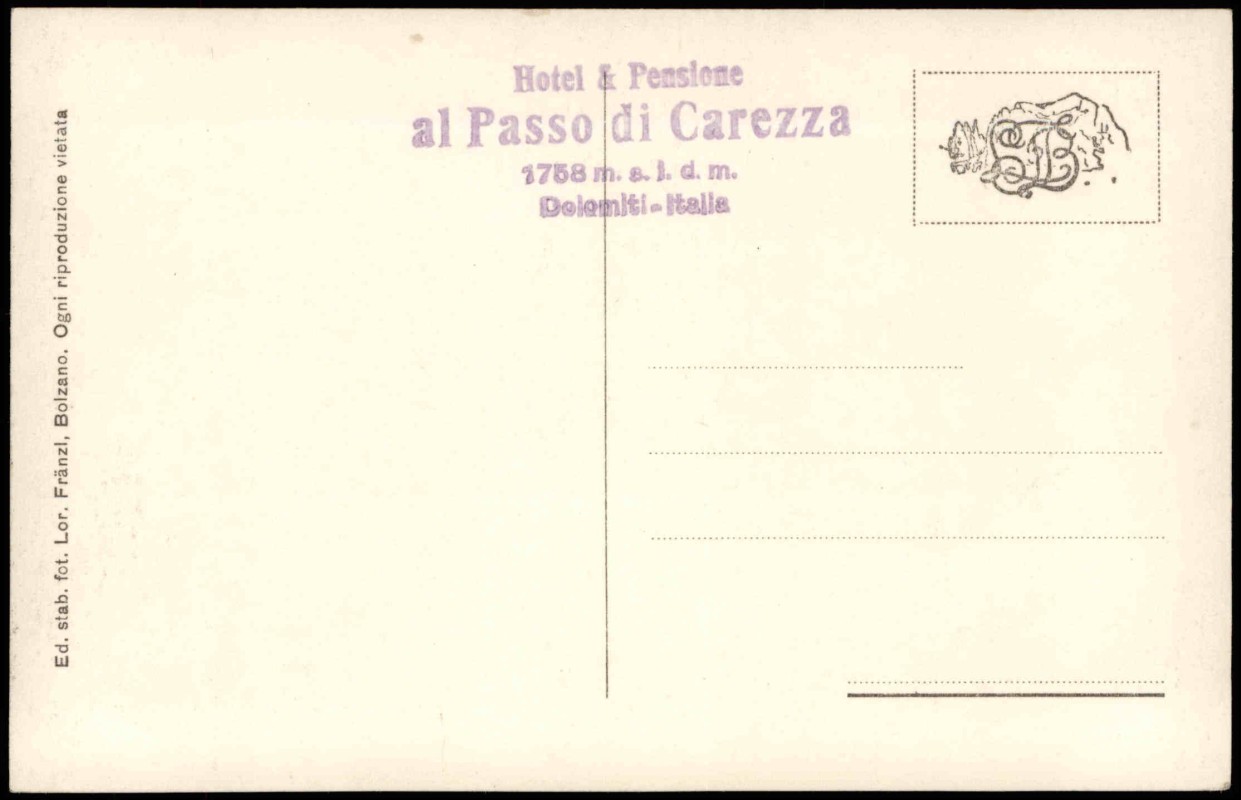 Hotel & Pensione
al Passo di Carezza
1758 m. s. l. d. m.
Dolomiti-Italia
Ed. stab. fot. Lor. Fränzl, Bolzano. Ogni riproduzione vietata